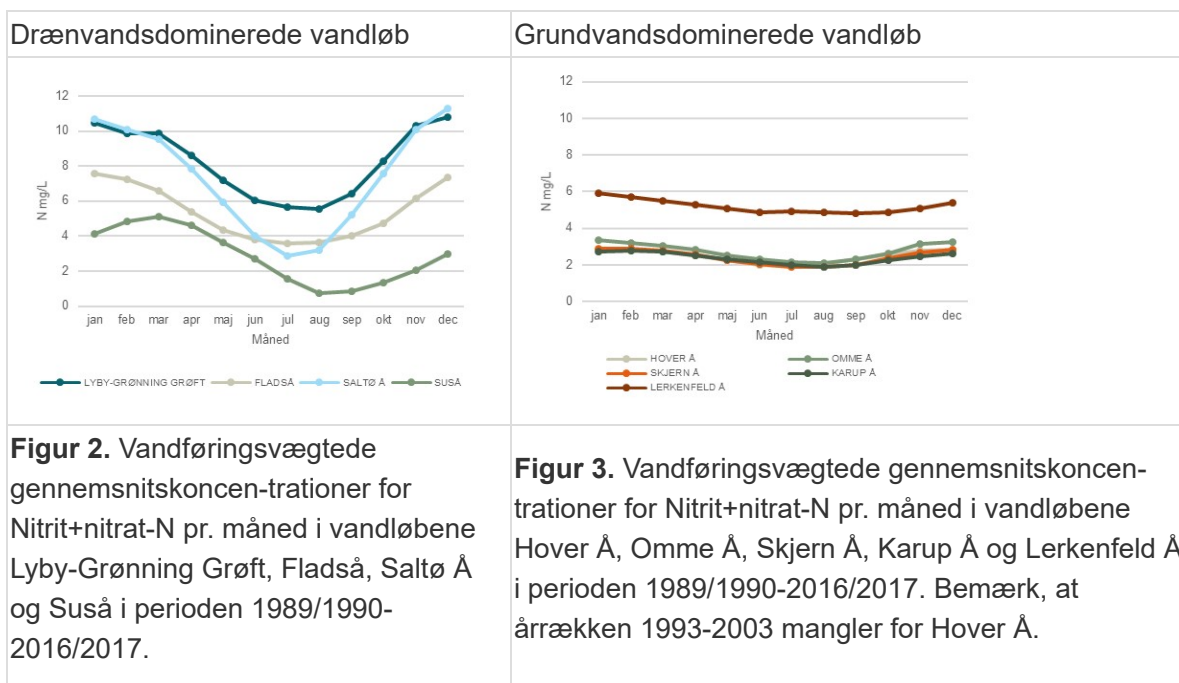 Drænvandsdominerede vandløb
12
10
8
6
4
2
0
N mg/L
jan feb mar apr maj jun jul aug sep okt nov dec
Måned
LYBY-GRØNNING GRØFT FLADSÅ SALTØ Å SUSÅ
Figur 2. Vandføringsvægtede
gennemsnitskoncen-trationer for
Nitrit+nitrat-N pr. måned i vandløbene
Lyby-Grønning Grøft, Fladså, Saltø Å
og Suså i perioden 1989/1990-
2016/2017.
Grundvandsdominerede vandløb
12
10
8
6
4
2
0
N mg/L
jan feb mar apr maj jun jul aug sep okt nov dec
Måned
HOVER Å OMME Å
SKJERN Å KARUP Å
LERKENFELD Å
Figur 3. Vandføringsvægtede gennemsnitskoncen-
trationer for Nitrit+nitrat-N pr. måned i vandløbene
Hover Å, Omme Å, Skjern Å, Karup Å og Lerkenfeld Å
i perioden 1989/1990-2016/2017. Bemærk, at
årrækken 1993-2003 mangler for Hover Å.